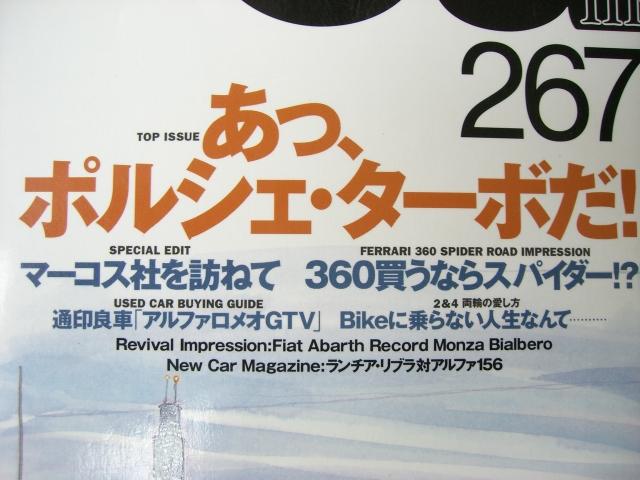 267
TOP ISSUE
あっ、
ポルシェ・ターボだ!
SPECIAL EDIT
マーコス社を訪ねて
FERRARI 360 SPIDER ROAD IMPRESSION
360買うならスパイダー!?
USED CAR BUYING GUIDE
通印良車「アルファロメオGTV」
2&4 両輪の愛し方
Bikeに乗らない人生なんて…………
Revival Impression:Fiat Abarth Record Monza Bialbero
New Car Magazine:ランチア・リブラ対アルファ156